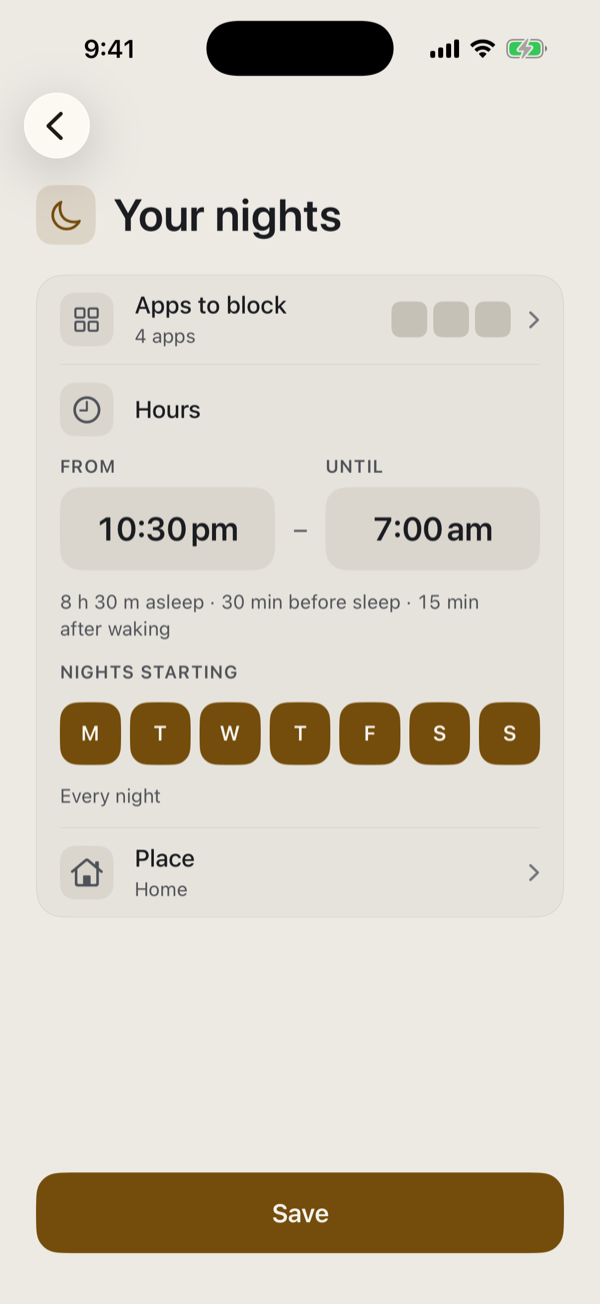 9:41
Your nights
Apps to block
4 apps
Hours
FROM UNTIL
10:30 pm – 7:00 am
8 h 30 m asleep · 30 min before sleep · 15 min
after waking
NIGHTS STARTING
M T W T F S S
Every night
Place
Home
Save